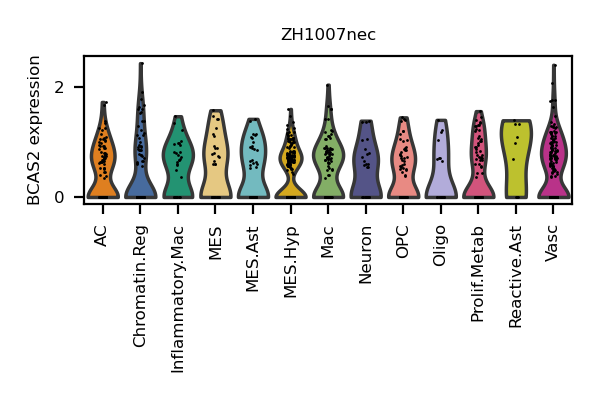 ZH1007nec
BCAS2 expression
2
0
AC
Chromatin.Reg
Inflammatory.Mac
MES
MES.Ast
MES.Hyp
Mac
Neuron
OPC
Oligo
Prolif.Metab
Reactive.Ast
Vasc